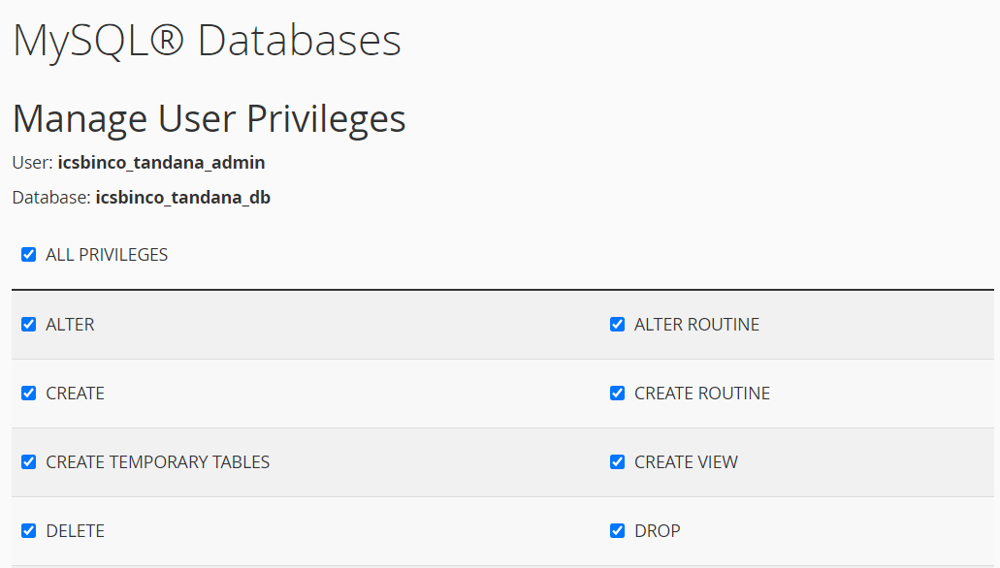 MySQL® Databases
Manage User Privileges
User: icsbinco_tandana_admin
Database: icsbinco_tandana_db
ALL PRIVILEGES
ALTER
ALTER ROUTINE
CREATE
CREATE ROUTINE
CREATE TEMPORARY TABLES
CREATE VIEW
DELETE
DROP